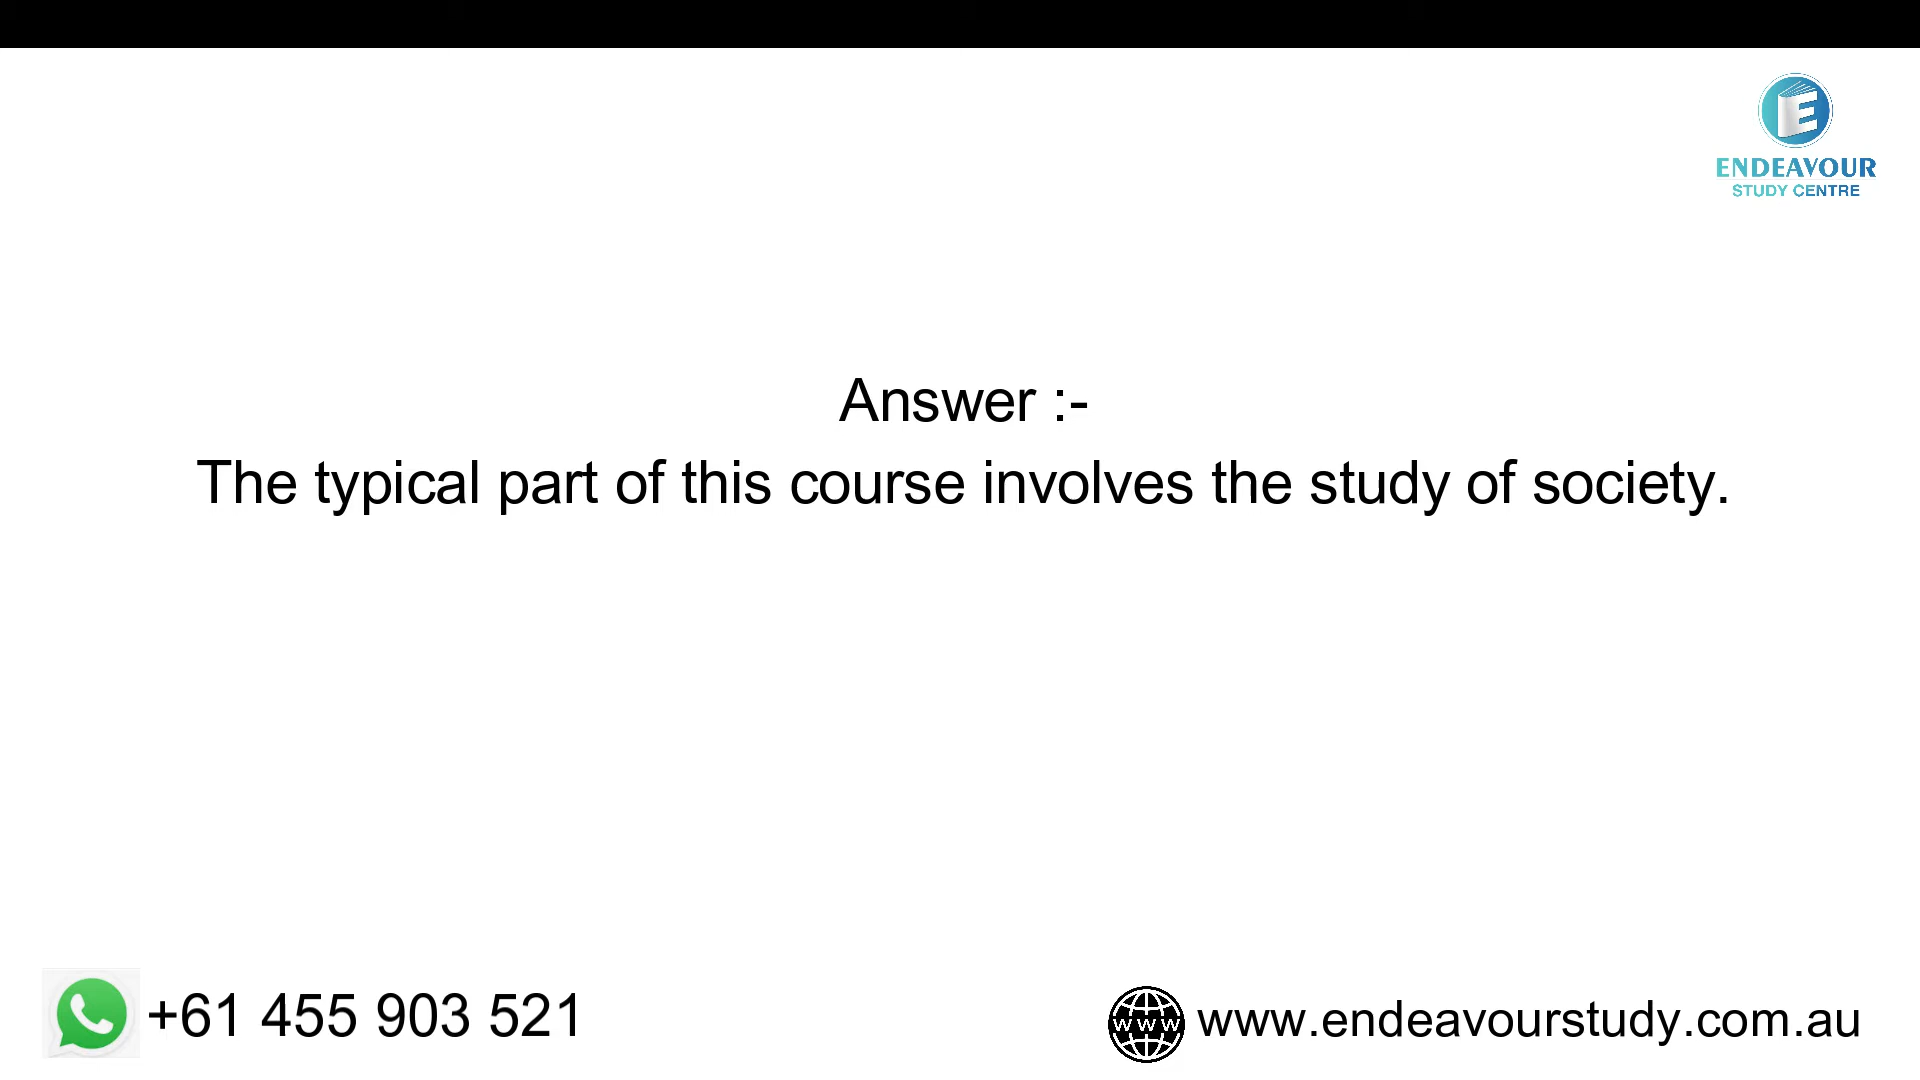 ENDEAVOUR
STUDY CENTRE
Answer :-
The typical part of this course involves the study of society.
+61 455 903 521
www www.endeavourstudy.com.au